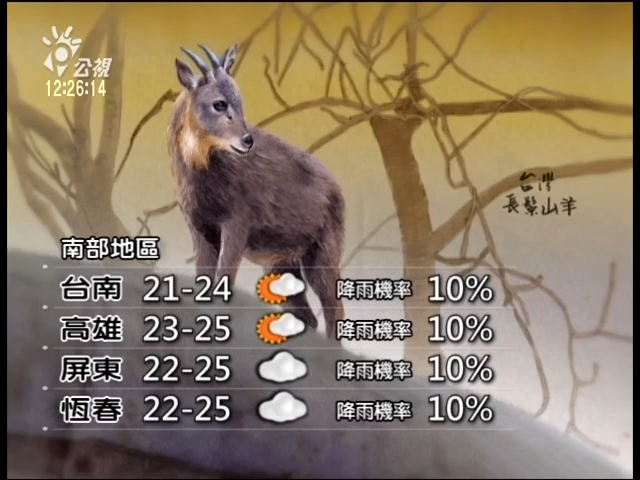 公視
12:26:14
台灣
長鬃山羊
南部地區
台南 21-24 降雨機率 10%
高雄 23-25 降雨機率 10%
屏東 22-25 降雨機率 10%
恆春 22-25 降雨機率 10%